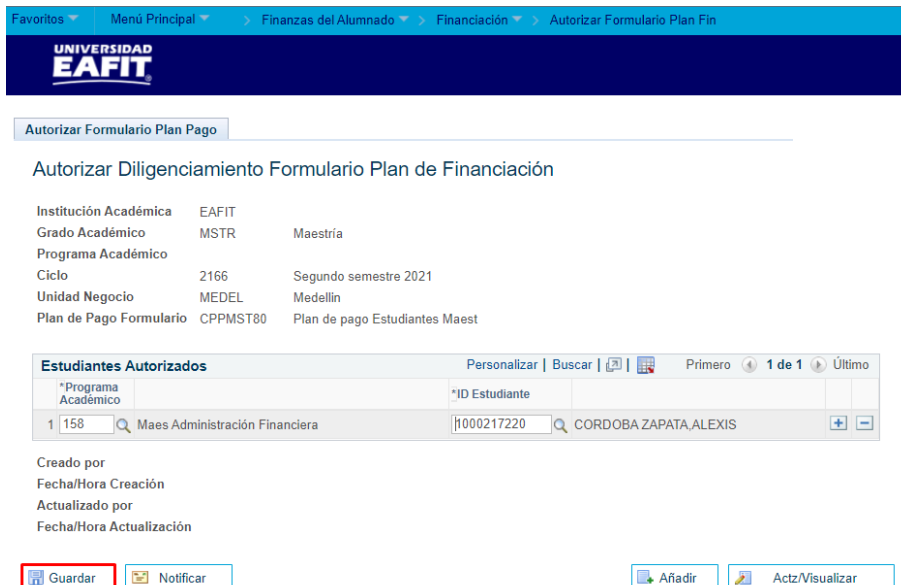 Favoritos Menú Principal > Finanzas del Alumnado > Financiación > Autorizar Formulario Plan Fin
UNIVERSIDAD
EAFIT
Autorizar Formulario Plan Pago
Autorizar Diligenciamiento Formulario Plan de Financiación
Institución Académica EAFIT
Grado Académico MSTR Maestría
Programa Académico
Ciclo 2166 Segundo semestre 2021
Unidad Negocio MEDEL Medellin
Plan de Pago Formulario CPPMST80 Plan de pago Estudiantes Maest
Estudiantes Autorizados Personalizar | Buscar | | Primero 1 de 1 Último
*Programa Académico *ID Estudiante
1 158 Maes Administración Financiera 1000217220 CORDOBA ZAPATA,ALEXIS
Creado por
Fecha/Hora Creación
Actualizado por
Fecha/Hora Actualización
Guardar Notificar Añadir Actz/Visualizar